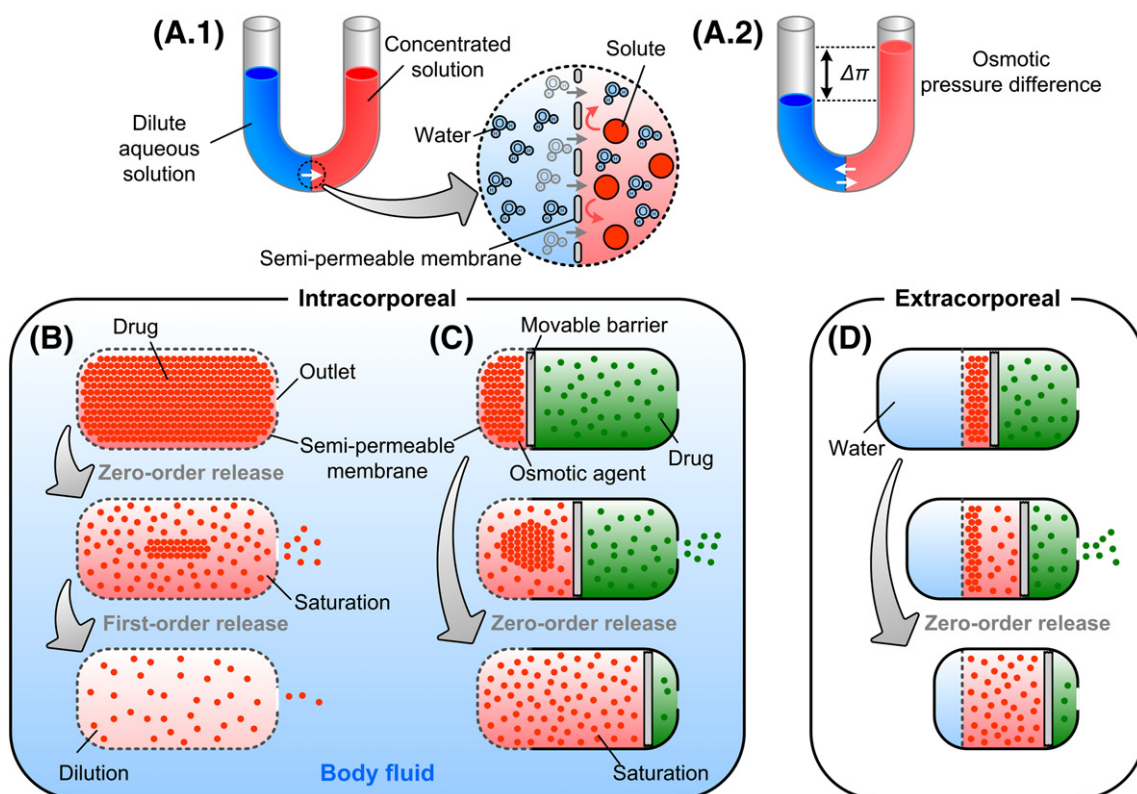 (A.1)
Concentrated
solution
Dilute
aqueous
solution
Water
Solute
Semi-permeable membrane
(A.2)
Δπ
Osmotic
pressure difference
Intracorporeal
(B)
Drug
Outlet
Semi-permeable
membrane
Zero-order release
Saturation
First-order release
Dilution
(C)
Movable barrier
Osmotic agent
Drug
Zero-order release
Saturation
Body fluid
Extracorporeal
(D)
Water
Zero-order release